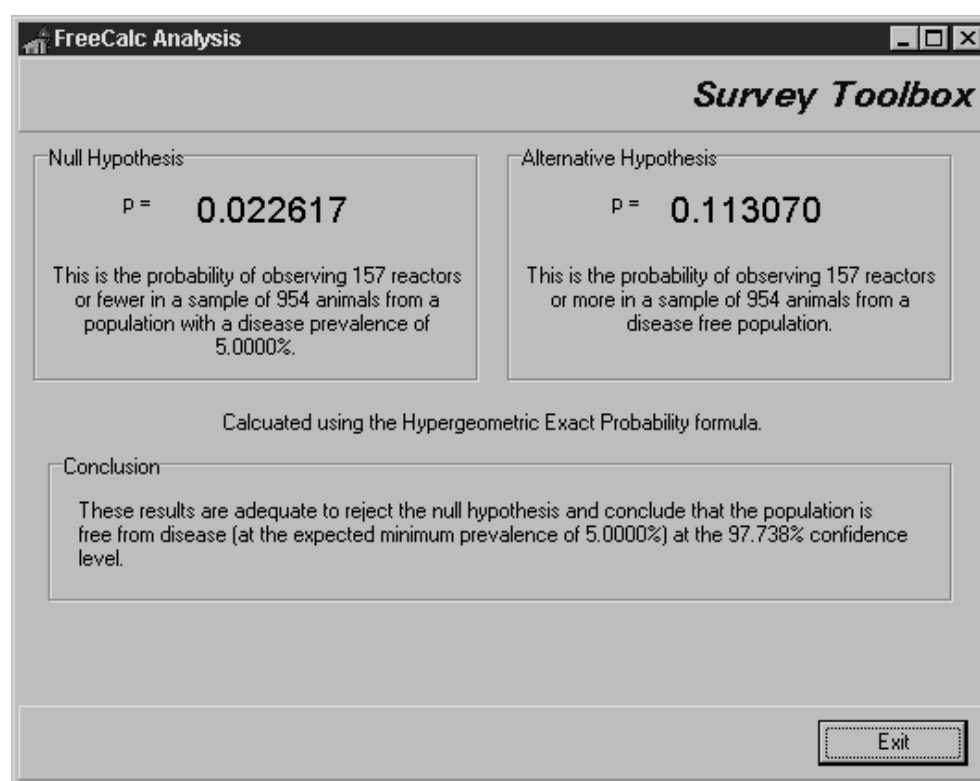 FreeCalc Analysis
Survey Toolbox
Null Hypothesis
p = 0.022617
This is the probability of observing 157 reactors
or fewer in a sample of 954 animals from a
population with a disease prevalence of
5.0000%.
Alternative Hypothesis
p = 0.113070
This is the probability of observing 157 reactors
or more in a sample of 954 animals from a
disease free population.
Calcuated using the Hypergeometric Exact Probability formula.
Conclusion
These results are adequate to reject the null hypothesis and conclude that the population is
free from disease (at the expected minimum prevalence of 5.0000%) at the 97.738% confidence
level.
Exit